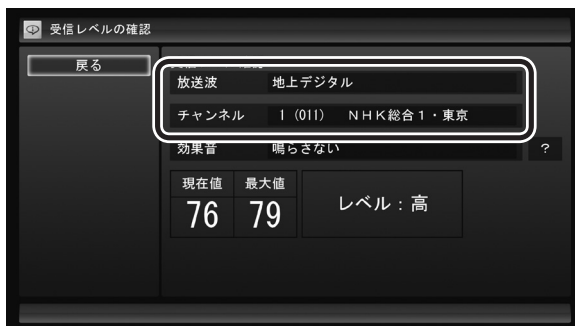 受信レベルの確認
戻る
放送波 地上デジタル
チャンネル 1 (011) NHK総合1・東京
効果音 鳴らさない ?
現在値 最大値
76 79
レベル:高